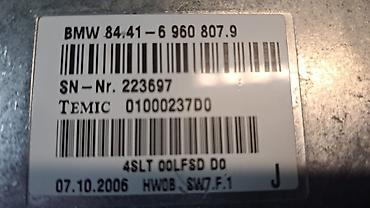 BMW 84.41-6 960 807.9
SN-Nr. 223697
TEMIC 01000237D0
4SLT 00LFSD D0
07.10.2006 HW08 SW7.F.1 J